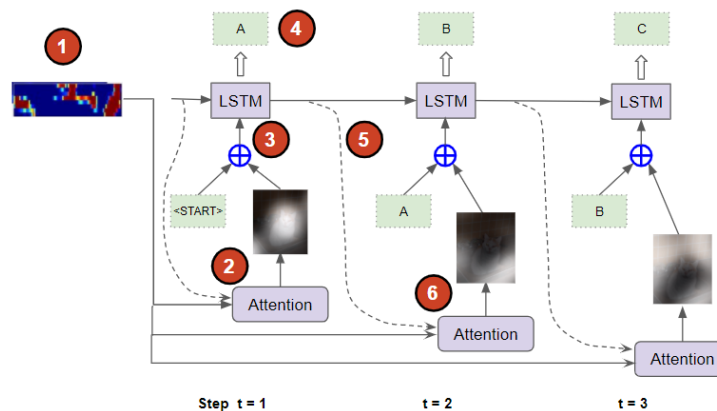 1
A
4
B
C
LSTM
LSTM
LSTM
3
5
<START>
A
B
2
6
Attention
Attention
Attention
Step t = 1
t = 2
t = 3